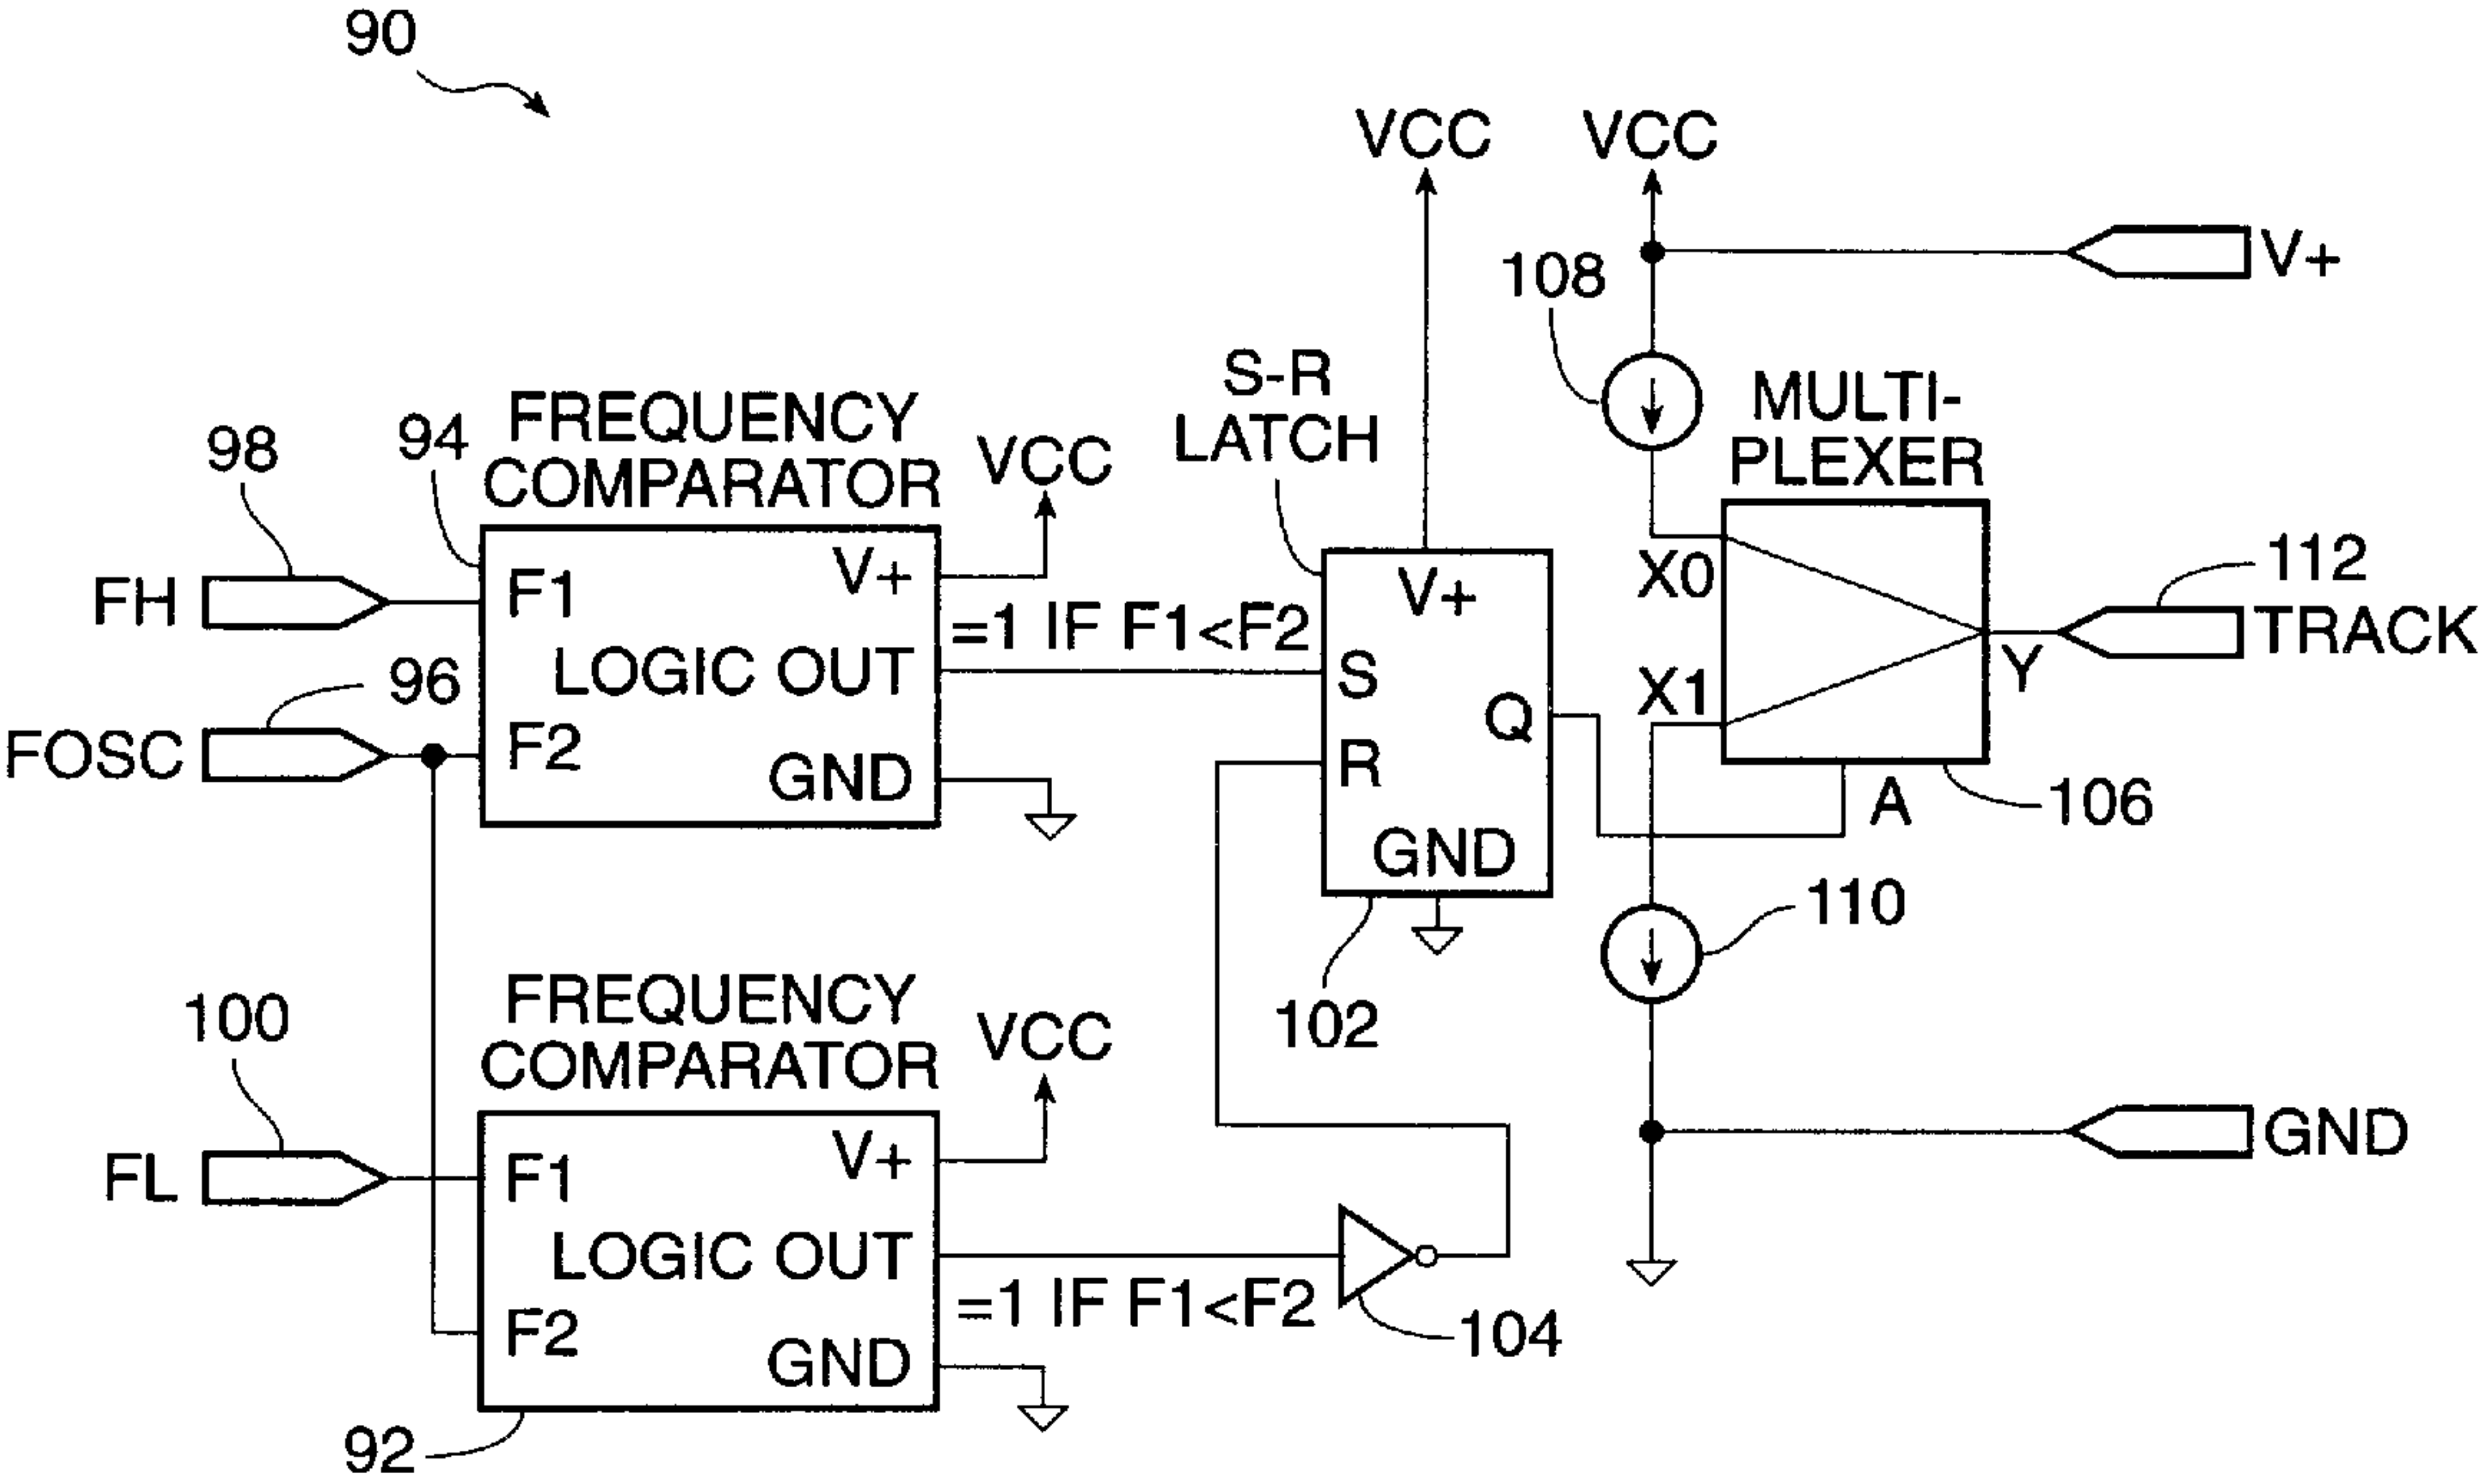 90
VCC
VCC
V+
108
S-R
LATCH
MULTI-
PLEXER
98
94
FREQUENCY
COMPARATOR
VCC
FH
F1
V+
=1 IF F1<F2
LOGIC OUT
96
FOSC
F2
GND
V+
S
R
Q
GND
102
X0
X1
Y
A
112
TRACK
106
110
100
FREQUENCY
COMPARATOR
VCC
FL
F1
V+
LOGIC OUT
=1 IF F1<F2
F2
GND
104
92
GND